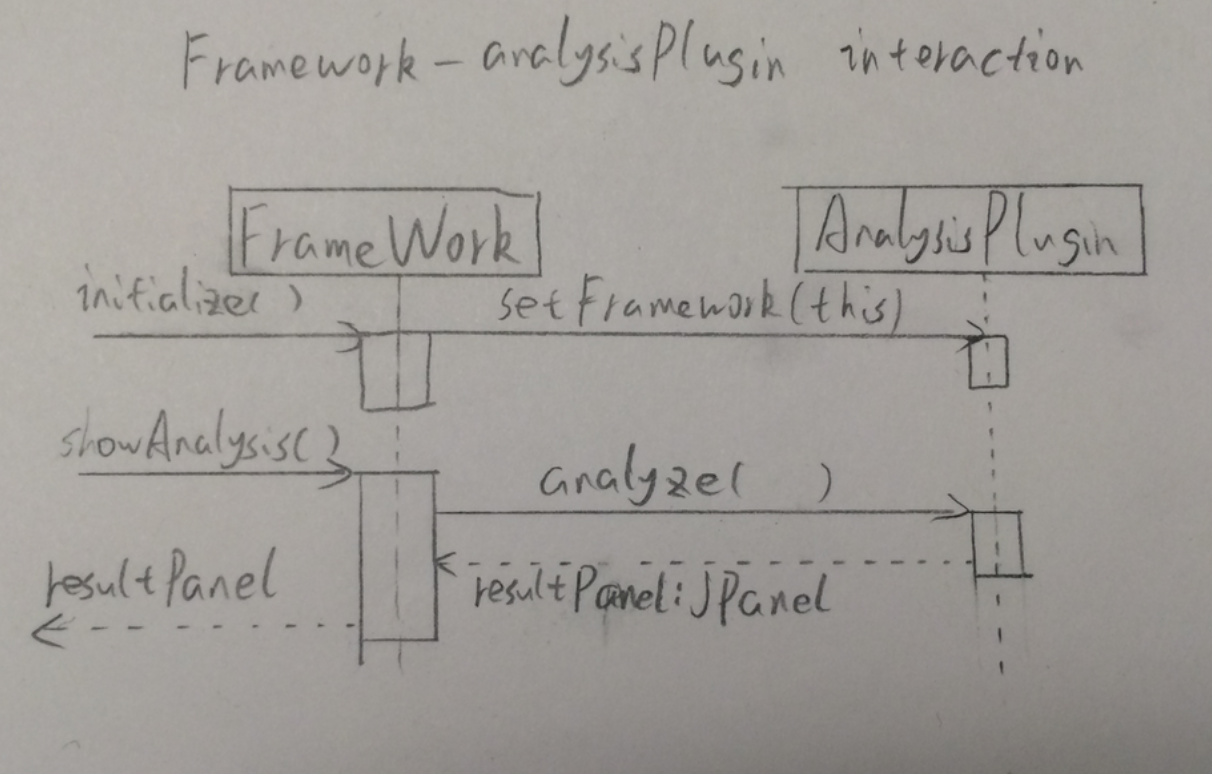 Framework - analysisPlugin interaction
FrameWork
AnalysisPlugin
initialize( )
setFramework(this)
showAnalysis()
analyze( )
resultPanel
resultPanel:JPanel